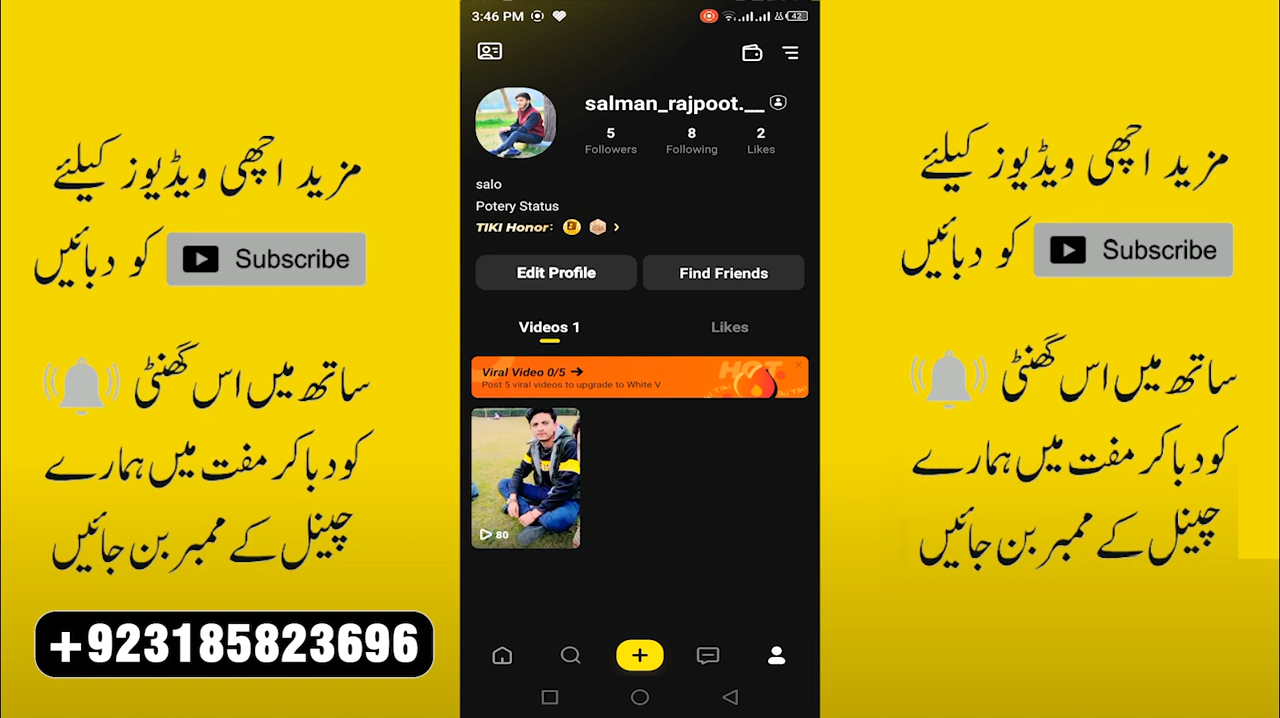 مزید اچھی ویڈیوز کیلئے
Subscribe کو دبائیں
ساتھ میں اس گھنٹی
کو دبا کر مفت میں ہمارے
چینل کے ممبر بن جائیں
+923185823696
3:46 PM
42
salman_rajpoot.__
5 8 2
Followers Following Likes
salo
Potery Status
TIKI Honor:
Edit Profile Find Friends
Videos 1 Likes
Viral Video 0/5 →
HOT
Post 5 viral videos to upgrade to White V
80
مزید اچھی ویڈیوز کیلئے
Subscribe کو دبائیں
ساتھ میں اس گھنٹی
کو دبا کر مفت میں ہمارے
چینل کے ممبر بن جائیں